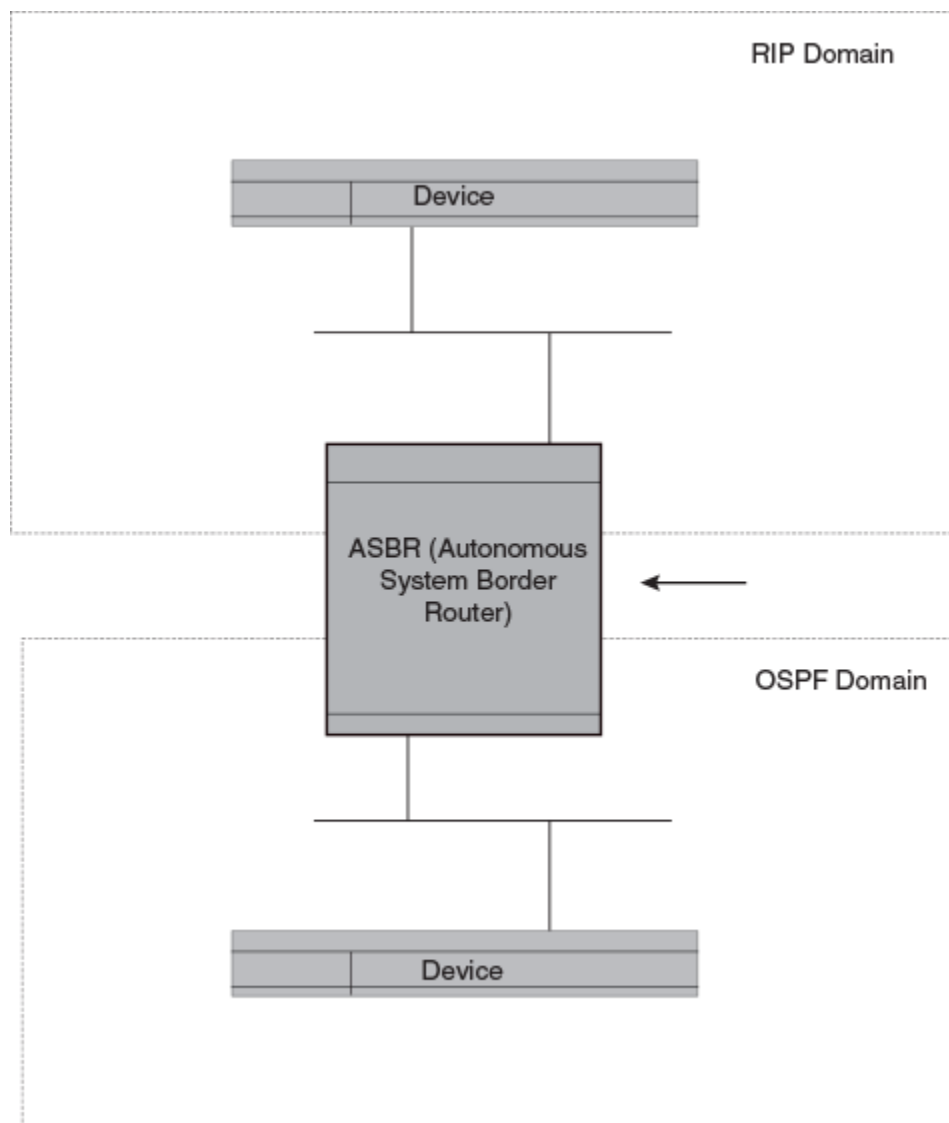 RIP Domain
Device
ASBR (Autonomous
System Border
Router)
OSPF Domain
Device